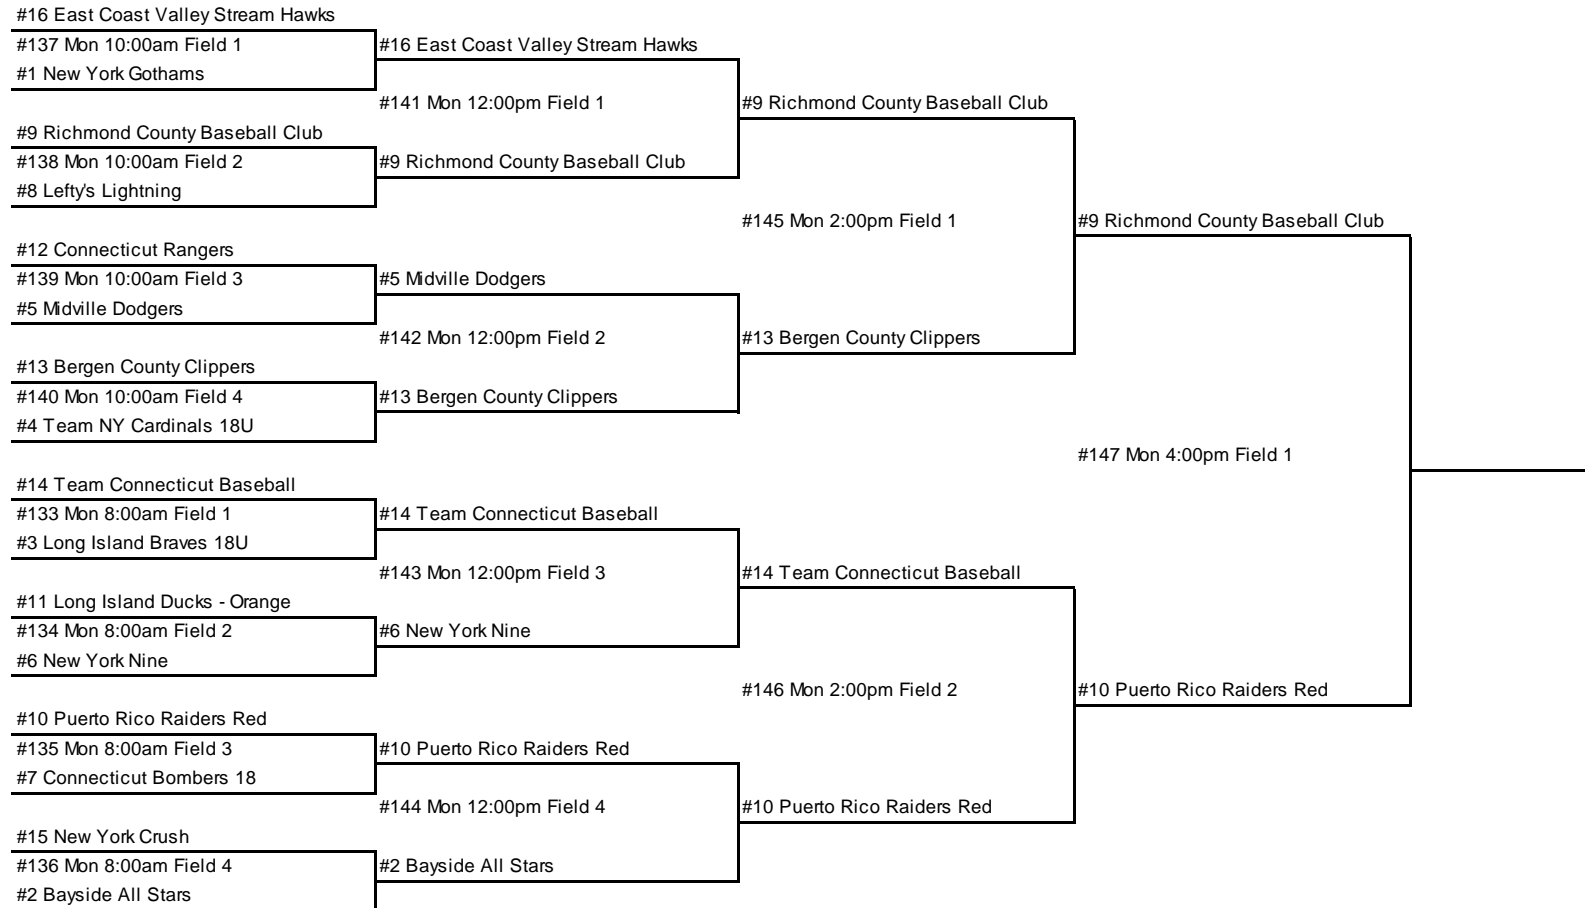 #16 East Coast Valley Stream Hawks
#137 Mon 10:00am Field 1
#1 New York Gothams
#9 Richmond County Baseball Club
#138 Mon 10:00am Field 2
#8 Lefty's Lightning
#12 Connecticut Rangers
#139 Mon 10:00am Field 3
#5 Midville Dodgers
#13 Bergen County Clippers
#140 Mon 10:00am Field 4
#4 Team NY Cardinals 18U
#14 Team Connecticut Baseball
#133 Mon 8:00am Field 1
#3 Long Island Braves 18U
#11 Long Island Ducks - Orange
#134 Mon 8:00am Field 2
#6 New York Nine
#10 Puerto Rico Raiders Red
#135 Mon 8:00am Field 3
#7 Connecticut Bombers 18
#15 New York Crush
#136 Mon 8:00am Field 4
#2 Bayside All Stars
#16 East Coast Valley Stream Hawks
#141 Mon 12:00pm Field 1
#9 Richmond County Baseball Club
#5 Midville Dodgers
#142 Mon 12:00pm Field 2
#13 Bergen County Clippers
#14 Team Connecticut Baseball
#143 Mon 12:00pm Field 3
#6 New York Nine
#10 Puerto Rico Raiders Red
#144 Mon 12:00pm Field 4
#2 Bayside All Stars
#9 Richmond County Baseball Club
#145 Mon 2:00pm Field 1
#13 Bergen County Clippers
#14 Team Connecticut Baseball
#146 Mon 2:00pm Field 2
#10 Puerto Rico Raiders Red
#9 Richmond County Baseball Club
#147 Mon 4:00pm Field 1
#10 Puerto Rico Raiders Red